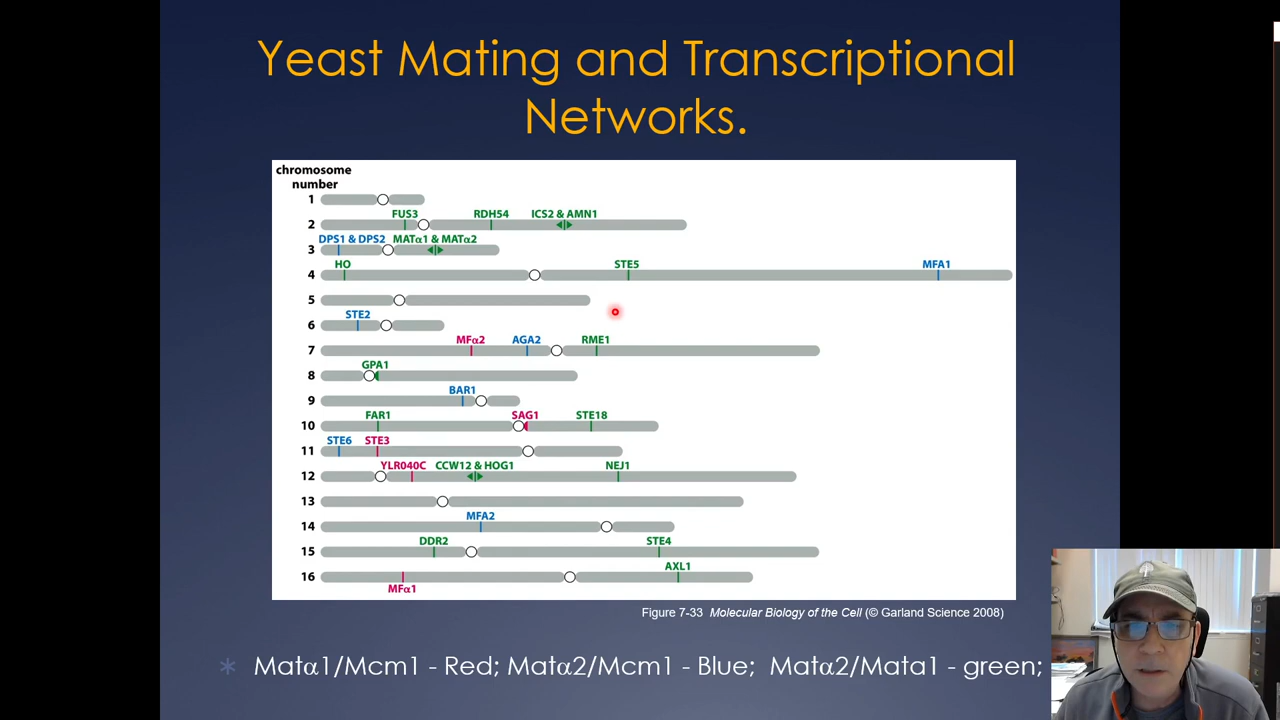 Yeast Mating and Transcriptional
Networks.
chromosome
number
1
FUS3 RDH54 ICS2 & AMN1
2
DPS1 & DPS2 MATα1 & MATα2
3
HO STE5 MFA1
4
5
STE2
6
MFα2 AGA2 RME1
7
GPA1
8
BAR1
9
FAR1 SAG1 STE18
10
STE6 STE3
11
YLR040C CCW12 & HOG1 NEJ1
12
13
MFA2
14
DDR2 STE4
15
AXL1
16
MFα1
Figure 7-33 Molecular Biology of the Cell (© Garland Science 2008)
Matα1/Mcm1 - Red; Matα2/Mcm1 - Blue; Matα2/Mata1 - green;